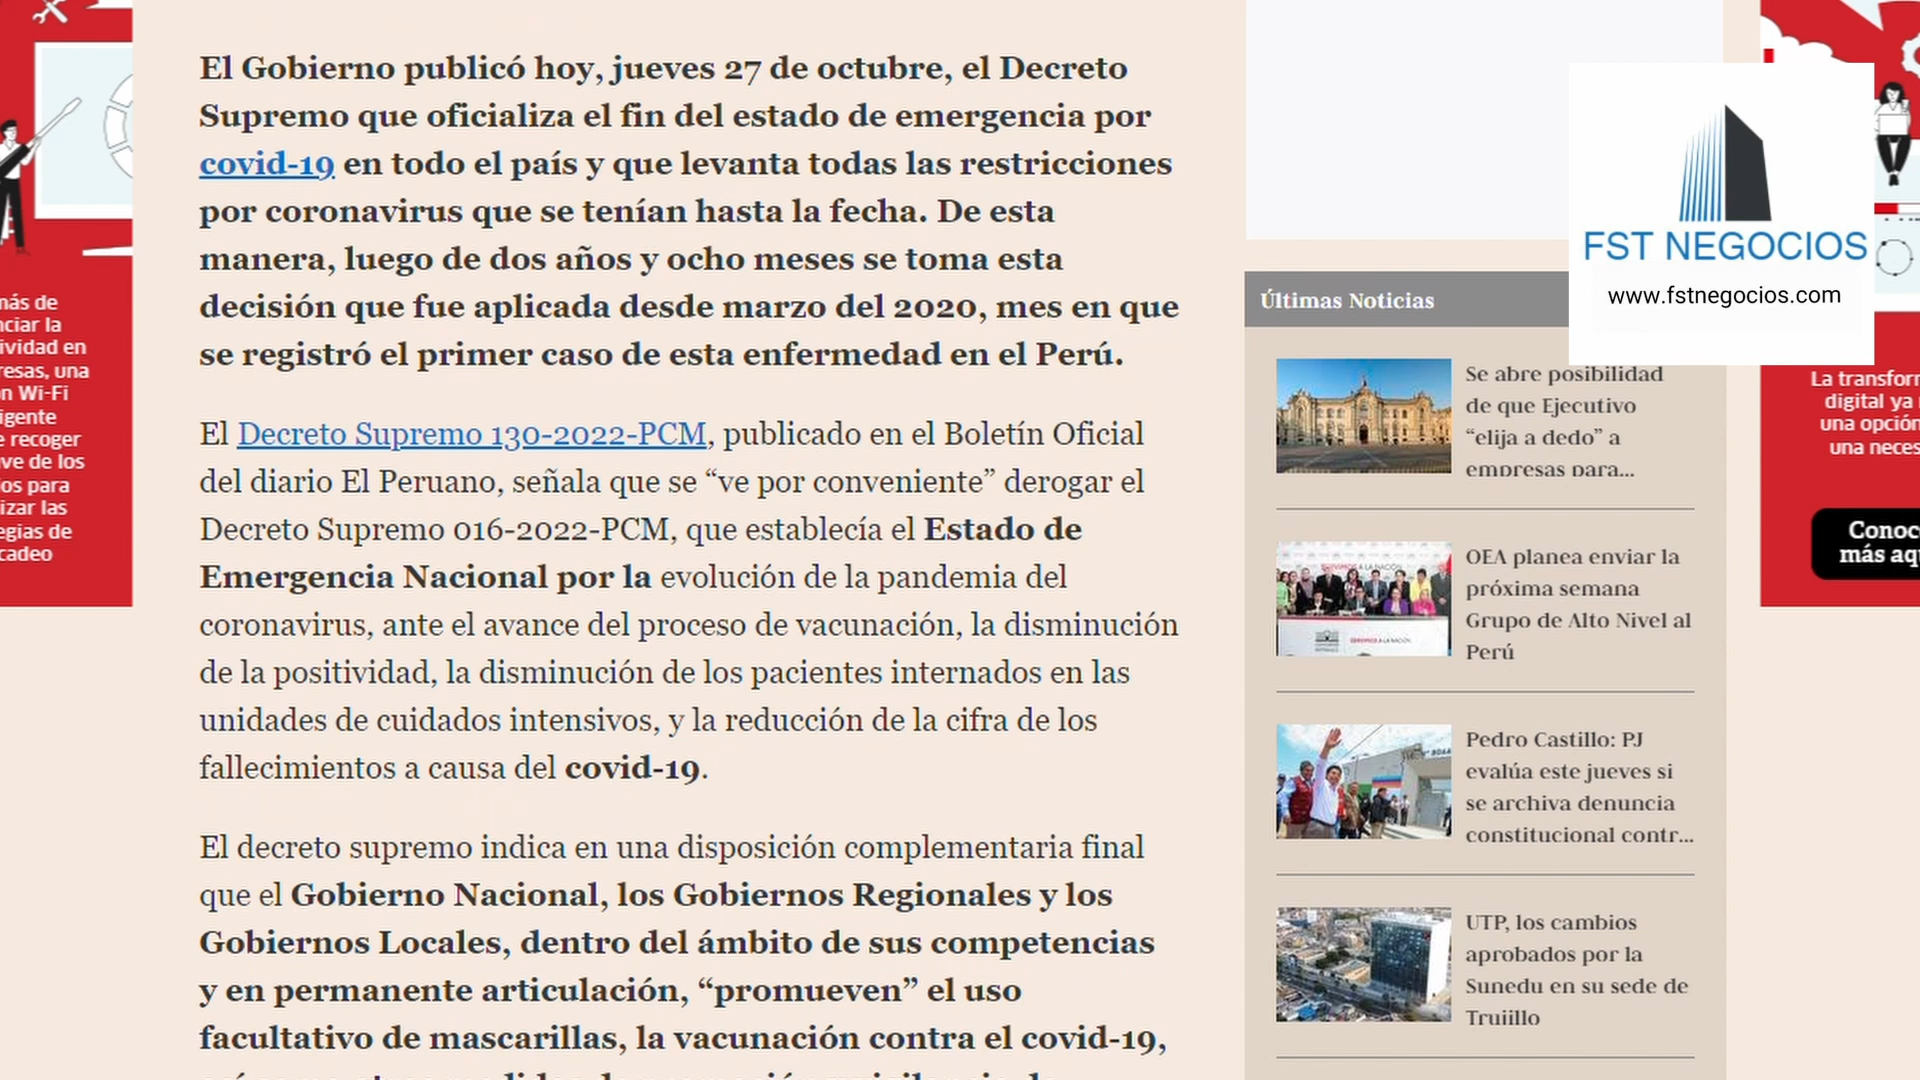 El Gobierno publicó hoy, jueves 27 de octubre, el Decreto
Supremo que oficializa el fin del estado de emergencia por
covid-19 en todo el país y que levanta todas las restricciones
por coronavirus que se tenían hasta la fecha. De esta
manera, luego de dos años y ocho meses se toma esta
decisión que fue aplicada desde marzo del 2020, mes en que
se registró el primer caso de esta enfermedad en el Perú.
El Decreto Supremo 130-2022-PCM, publicado en el Boletín Oficial
del diario El Peruano, señala que se “ve por conveniente” derogar el
Decreto Supremo 016-2022-PCM, que establecía el Estado de
Emergencia Nacional por la evolución de la pandemia del
coronavirus, ante el avance del proceso de vacunación, la disminución
de la positividad, la disminución de los pacientes internados en las
unidades de cuidados intensivos, y la reducción de la cifra de los
fallecimientos a causa del covid-19.
El decreto supremo indica en una disposición complementaria final
que el Gobierno Nacional, los Gobiernos Regionales y los
Gobiernos Locales, dentro del ámbito de sus competencias
y en permanente articulación, “promueven” el uso
facultativo de mascarillas, la vacunación contra el covid-19,
FST NEGOCIOS
www.fstnegocios.com
Últimas Noticias
Se abre posibilidad
de que Ejecutivo
“elija a dedo” a
empresas para...
OEA planea enviar la
próxima semana
Grupo de Alto Nivel al
Perú
Pedro Castillo: PJ
evalúa este jueves si
se archiva denuncia
constitucional contr...
UTP, los cambios
aprobados por la
Sunedu en su sede de
Trujillo
más de
nciar la
ividad en
resas, una
n Wi-Fi
igente
e recoger
ve de los
os para
izar las
egias de
cadeo
La transfor
digital ya
una opción
una neces
Conoc
más aq